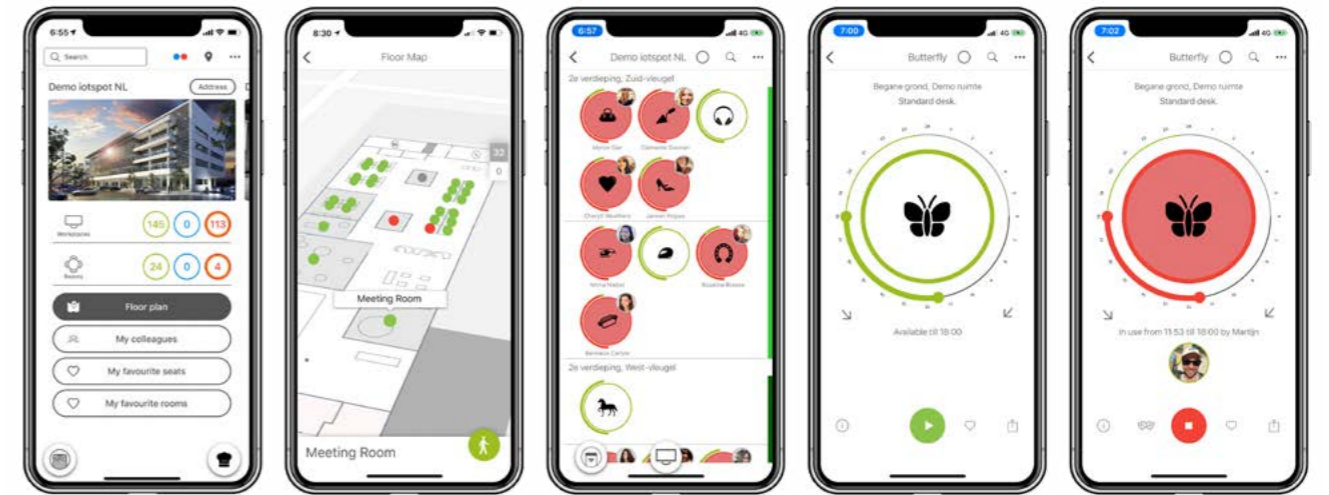 6:55
Search
Demo iotspot NL
Address
Workplaces
145
0
113
Rooms
24
0
4
Floor plan
My colleagues
My favourite seats
My favourite rooms
8:30
Floor Map
32
0
Meeting Room
Meeting Room
6:57
4G
Demo iotspot NL
2e verdieping, Zuid-vleugel
2e verdieping, West-vleugel
7:00
4G
Butterfly
Begane grond, Demo ruimte
Standard desk.
Available till 18:00
7:02
4G
Butterfly
Begane grond, Demo ruimte
Standard desk.
In use from 11:53 till 18:00 by Martijn